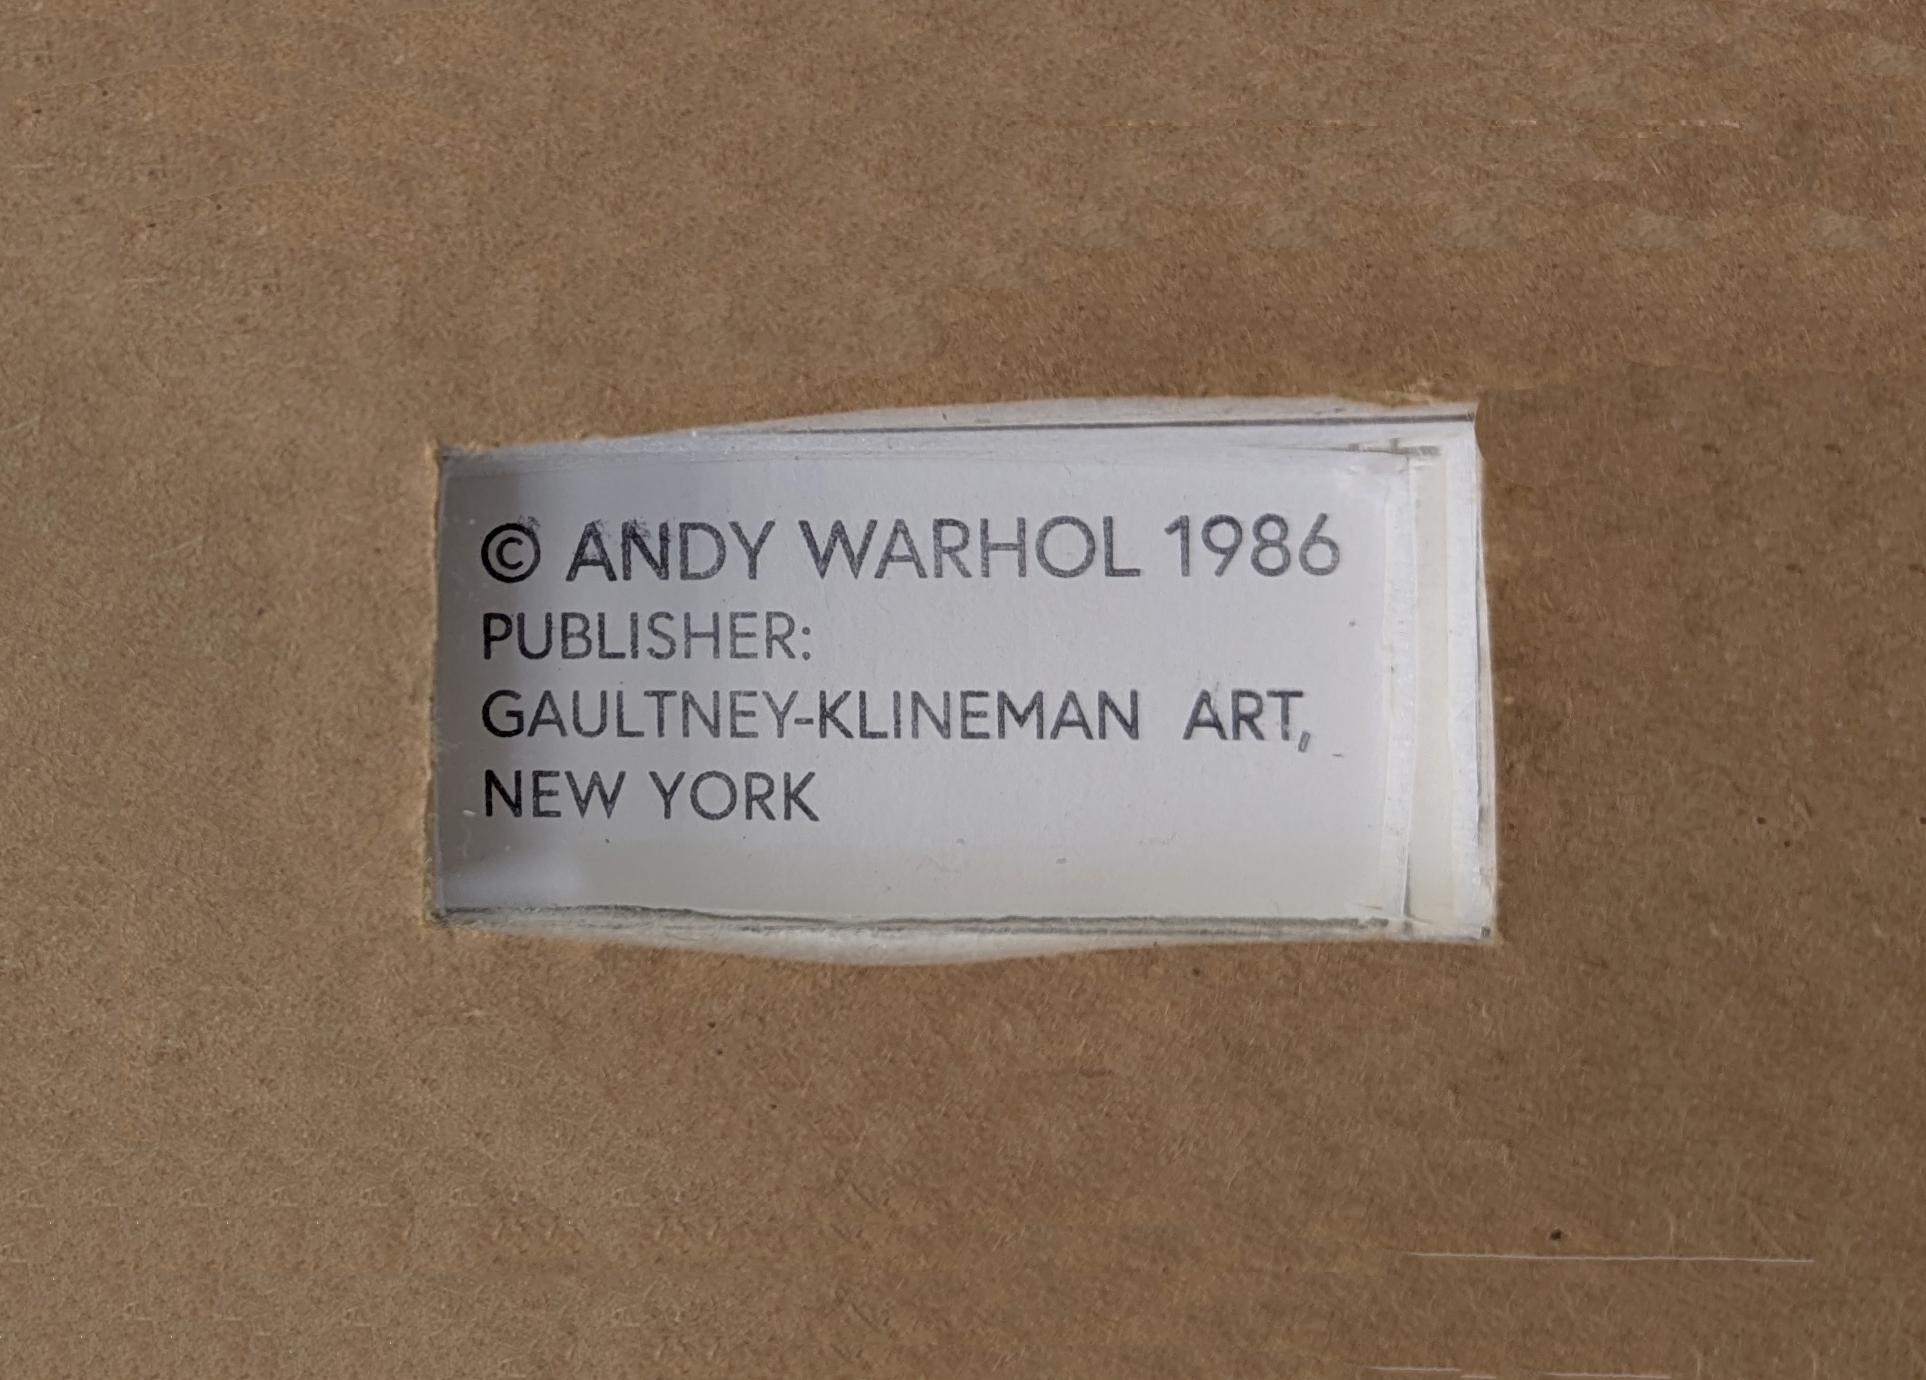 © ANDY WARHOL 1986
PUBLISHER:
GAULTNEY-KLINEMAN ART,
NEW YORK